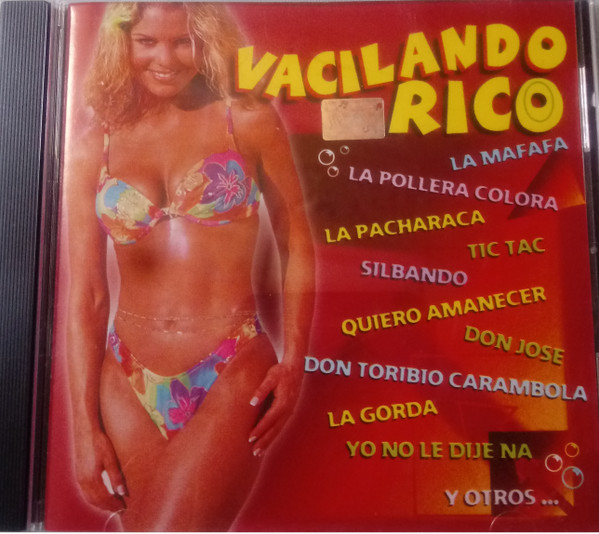 VACILANDO
RICO
LA MAFAFA
LA POLLERA COLORA
LA PACHARACA
TIC TAC
SILBANDO
QUIERO AMANECER
DON JOSE
DON TORIBIO CARAMBOLA
LA GORDA
YO NO LE DIJE NA
Y OTROS ...